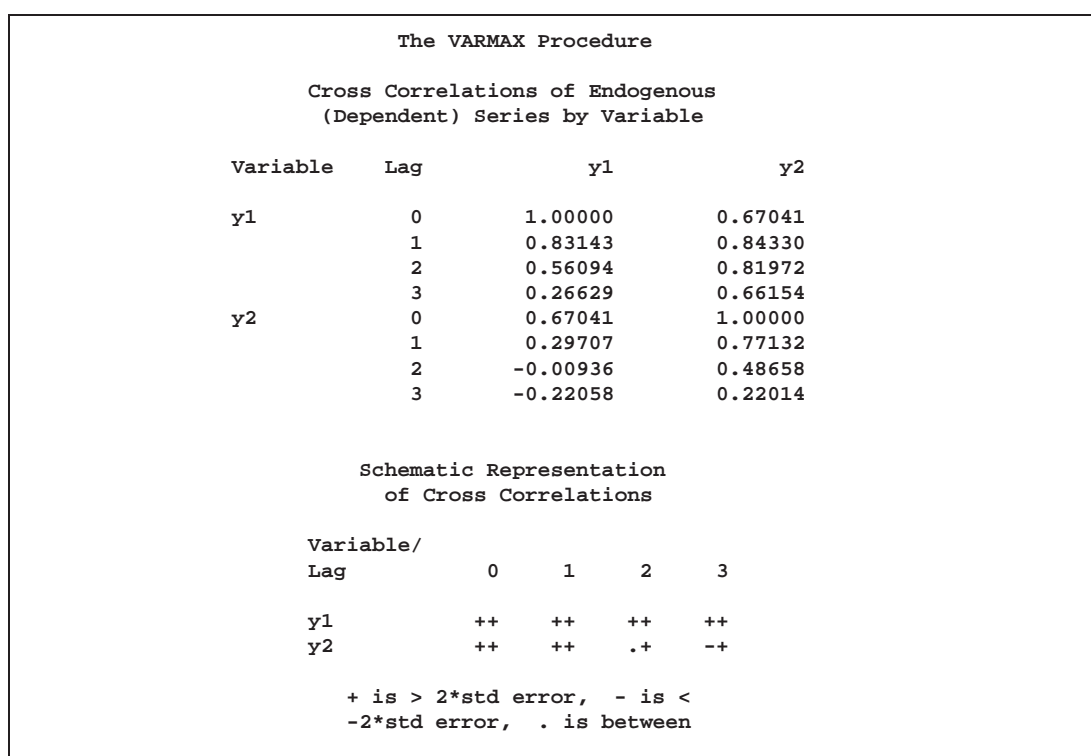 The VARMAX Procedure
Cross Correlations of Endogenous
(Dependent) Series by Variable
Variable Lag y1 y2
y1 0 1.00000 0.67041
1 0.83143 0.84330
2 0.56094 0.81972
3 0.26629 0.66154
y2 0 0.67041 1.00000
1 0.29707 0.77132
2 -0.00936 0.48658
3 -0.22058 0.22014
Schematic Representation
of Cross Correlations
Variable/
Lag 0 1 2 3
y1 ++ ++ ++ ++
y2 ++ ++ .+ -+
+ is > 2*std error, - is <
-2*std error, . is between